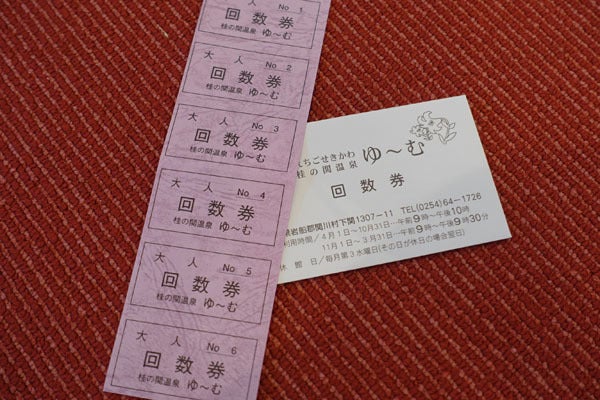 大人 No 1
回数券
桂の関温泉 ゆ～む
大人 No 2
回数券
桂の関温泉 ゆ～む
大人 No 3
回数券
桂の関温泉 ゆ～む
大人 No 4
回数券
桂の関温泉 ゆ～む
大人 No 5
回数券
桂の関温泉 ゆ～む
大人 No 6
回数券
桂の関温泉 ゆ～む
ちごせきかわ
桂の関温泉 ゆ～む
回数券
県岩船郡関川村下関1307-11 TEL(0254)64-1726
利用時間／4月1日～10月31日…午前9時～午後10時
11月1日～3月31日…午前9時～午後9時30分
休館日／毎月第3水曜日(その日が休日の場合翌日)